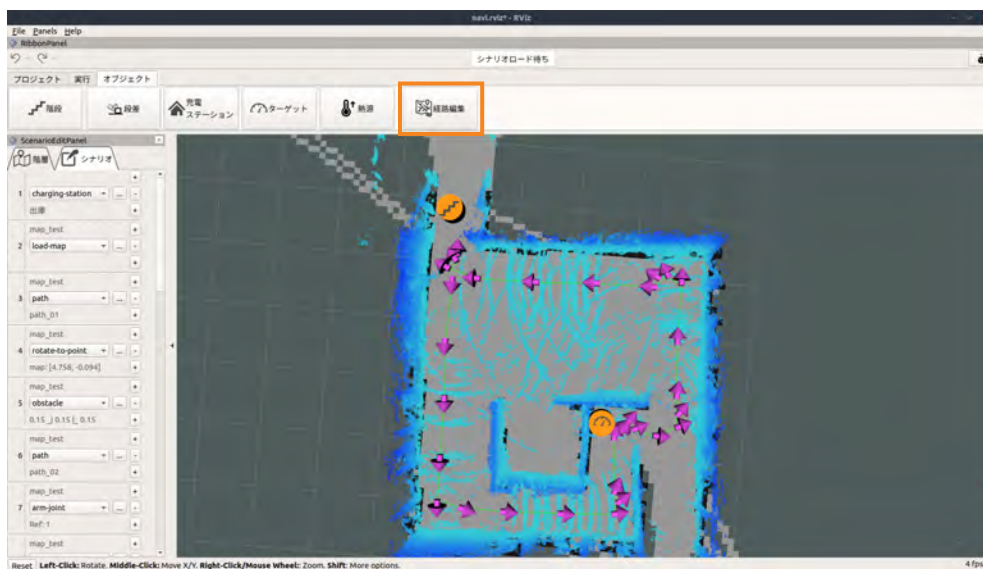 navi.rviz* - RViz
File Panels Help
RibbonPanel
シナリオロード待ち
プロジェクト 実行 オブジェクト
階段
段差
充電
ステーション
ターゲット
熱源
経路編集
ScenarioEditPanel
階層 シナリオ
+
1 charging-station ... -
出庫 +
map_test +
2 load-map ... -
+
map_test +
3 path ... -
path_01 +
map_test +
4 rotate-to-point ... -
map: [4.758, -0.094] +
map_test +
5 obstacle ... -
0.15 _| 0.15 |_ 0.15 +
map_test +
6 path ... -
path_02 +
map_test +
7 arm-joint ... -
Ref: 1 +
map_test +
Reset Left-Click: Rotate. Middle-Click: Move X/Y. Right-Click/Mouse Wheel: Zoom. Shift: More options.
4 fps